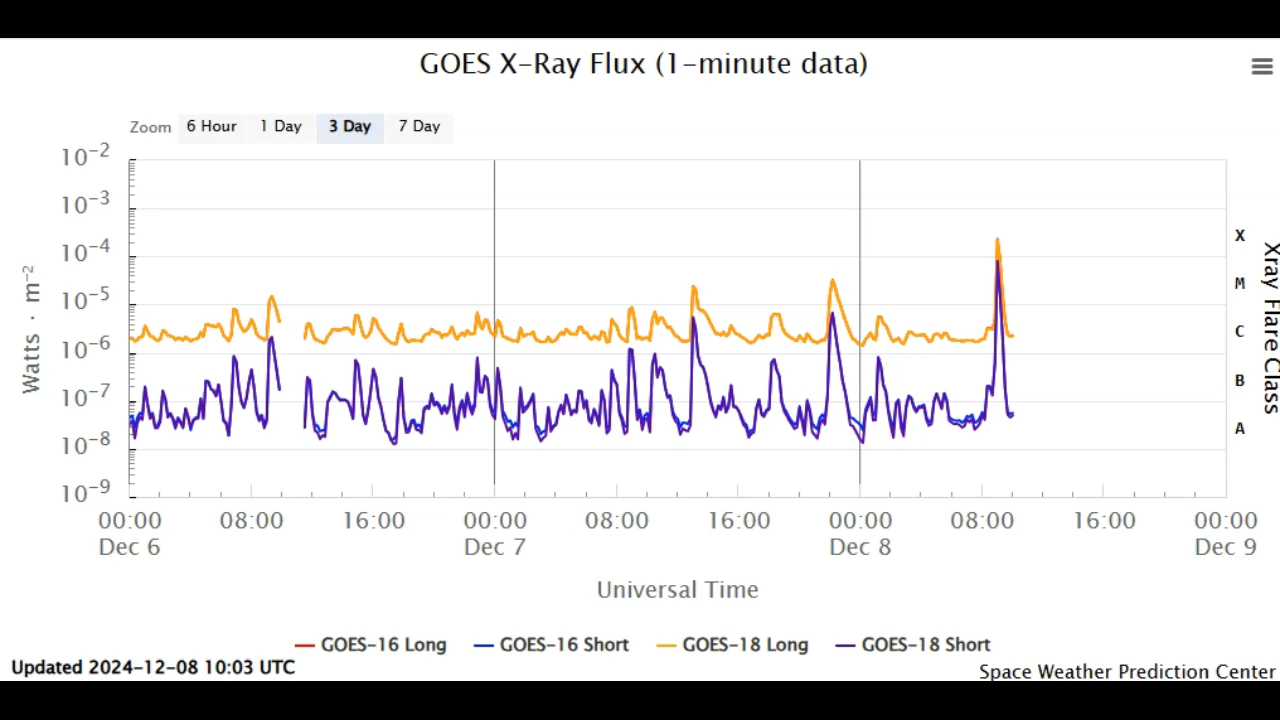 GOES X-Ray Flux (1-minute data)
Zoom 6 Hour 1 Day 3 Day 7 Day
10⁻²
10⁻³
10⁻⁴
10⁻⁵
10⁻⁶
10⁻⁷
10⁻⁸
10⁻⁹
Watts · m⁻²
X
M
C
B
A
Xray Flare Class
00:00 08:00 16:00 00:00 08:00 16:00 00:00 08:00 16:00 00:00
Dec 6 Dec 7 Dec 8 Dec 9
Universal Time
GOES-16 Long GOES-16 Short GOES-18 Long GOES-18 Short
Updated 2024-12-08 10:03 UTC
Space Weather Prediction Center